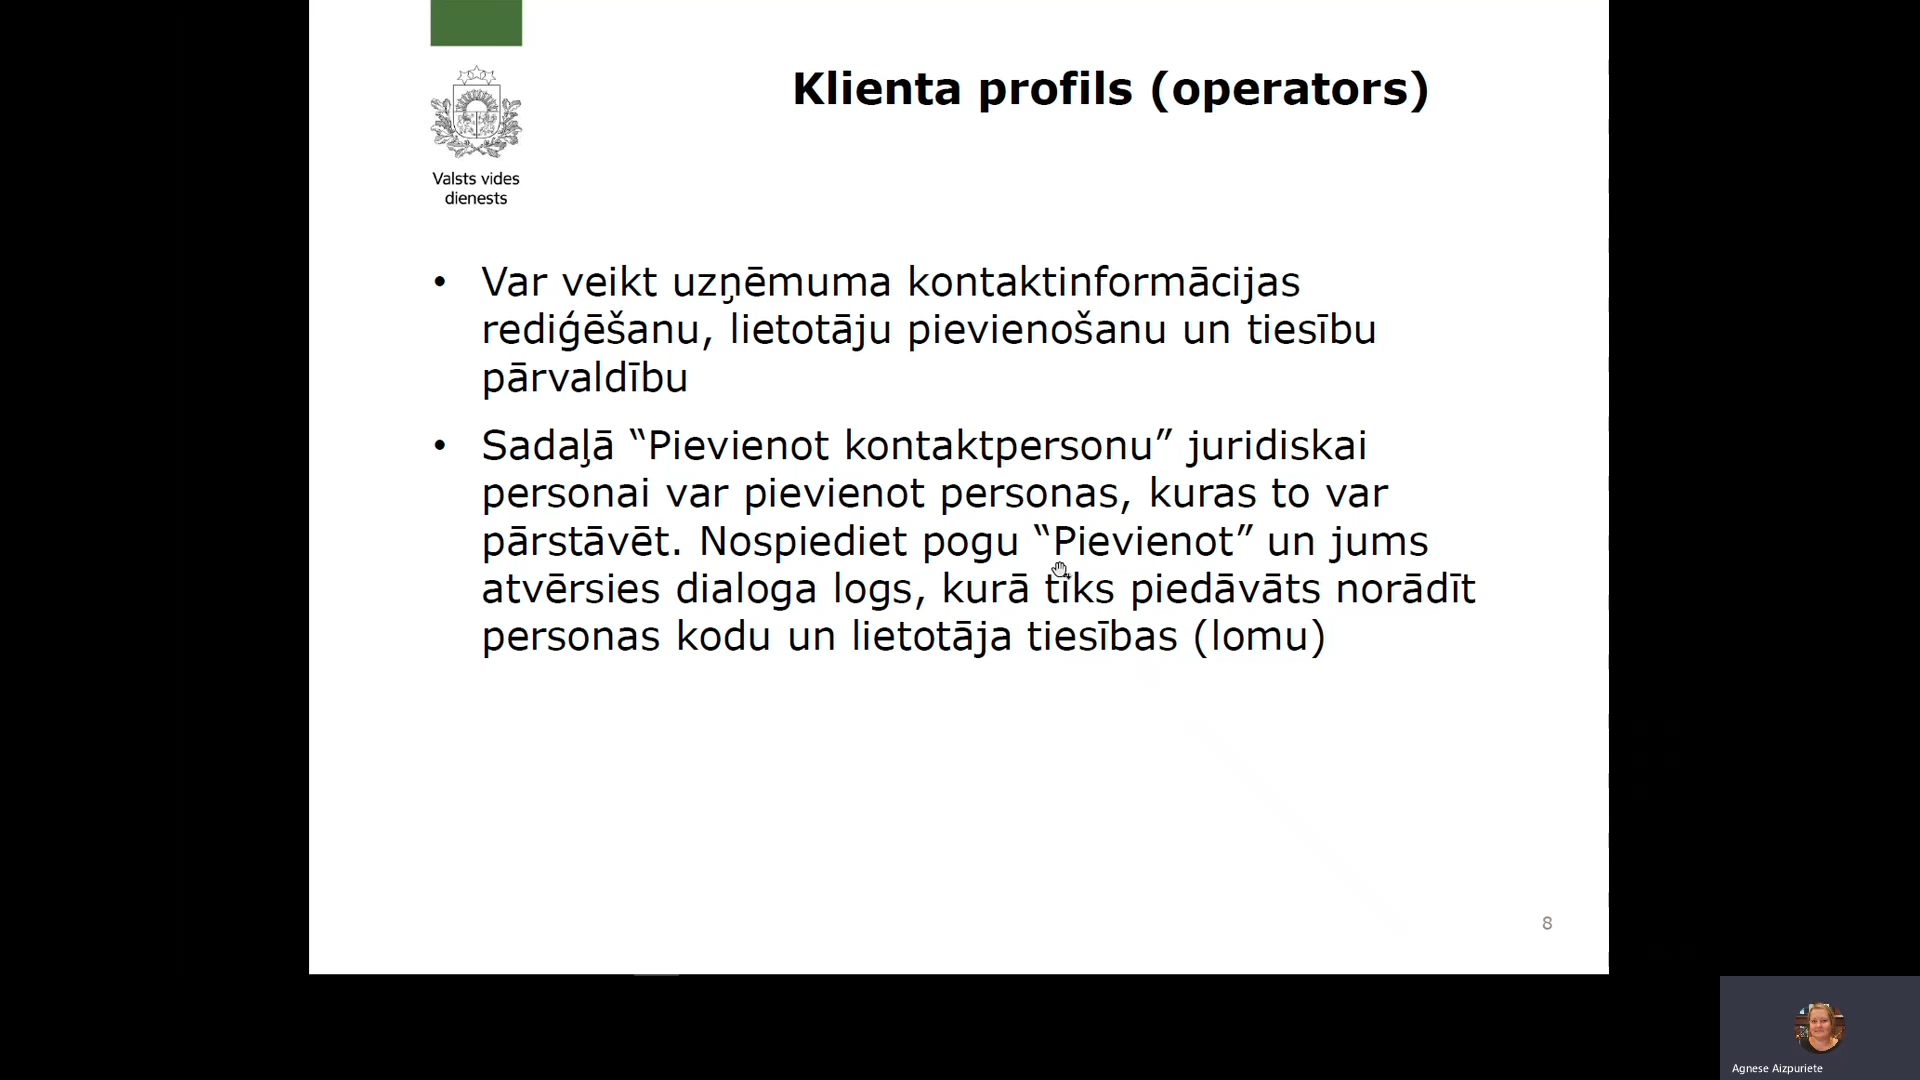 Klienta profils (operators)
Valsts vides
dienests
• Var veikt uzņēmuma kontaktinformācijas
rediģēšanu, lietotāju pievienošanu un tiesību
pārvaldību
• Sadaļā “Pievienot kontaktpersonu” juridiskai
personai var pievienot personas, kuras to var
pārstāvēt. Nospiediet pogu “Pievienot” un jums
atvērsies dialoga logs, kurā tiks piedāvāts norādīt
personas kodu un lietotāja tiesības (lomu)
8
Agnese Aizpuriete